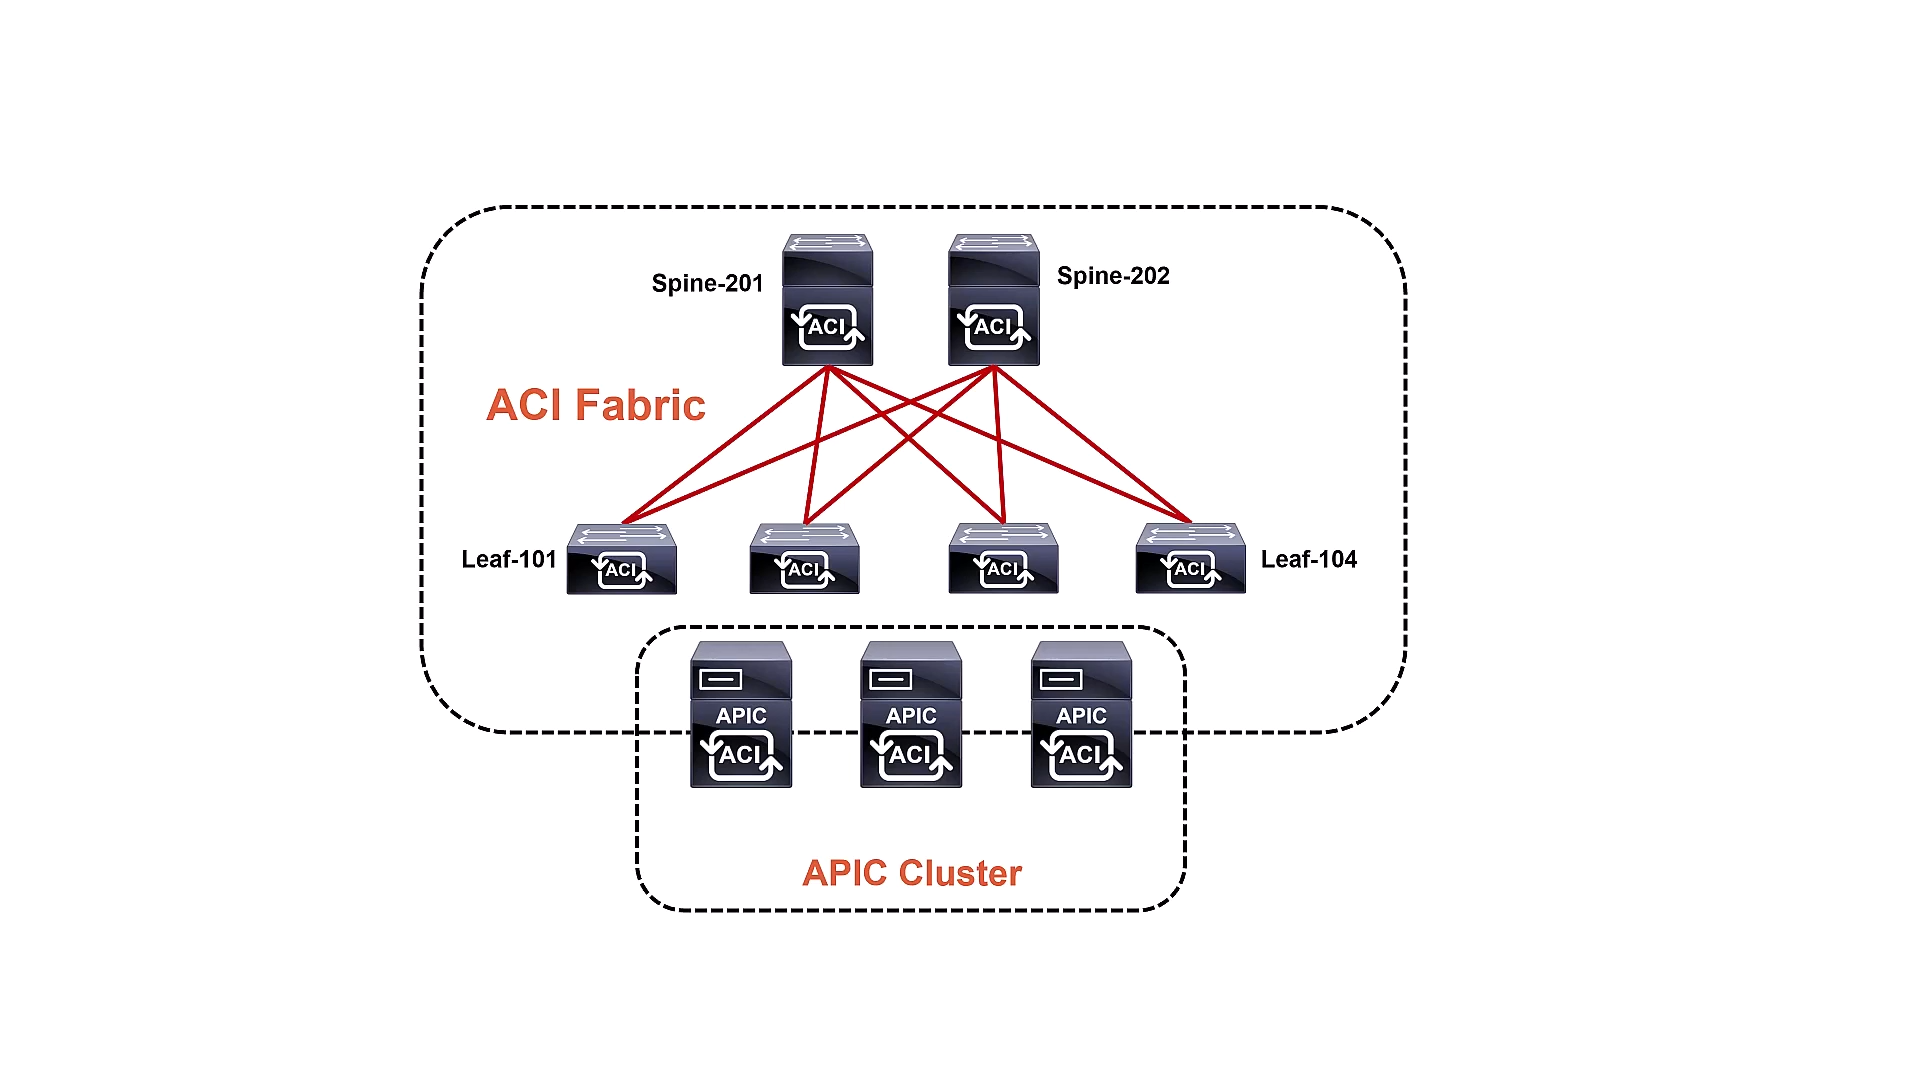 Spine-201
Spine-202
ACI
ACI
ACI Fabric
Leaf-101
ACI
ACI
ACI
ACI
Leaf-104
APIC
APIC
APIC
ACI
ACI
ACI
APIC Cluster